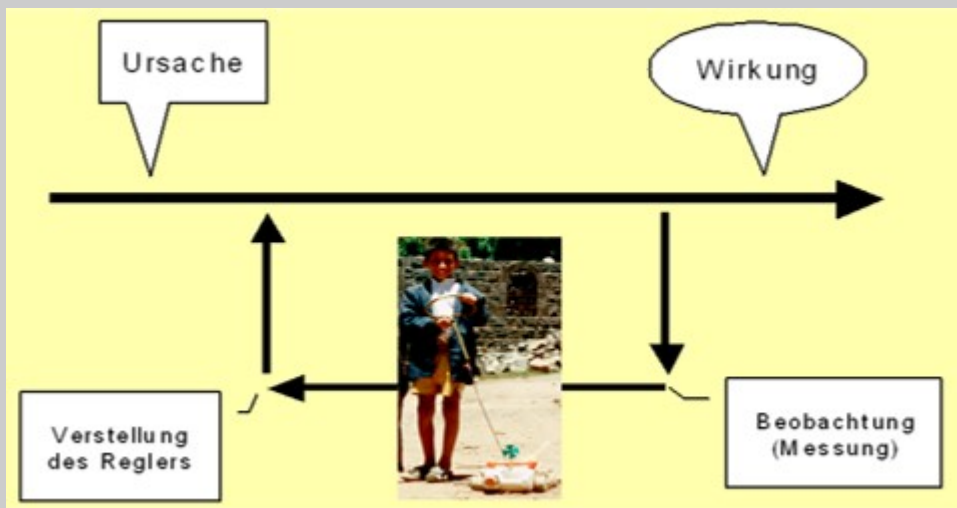 Ursache
Wirkung
Verstellung
des Reglers
Beobachtung
(Messung)